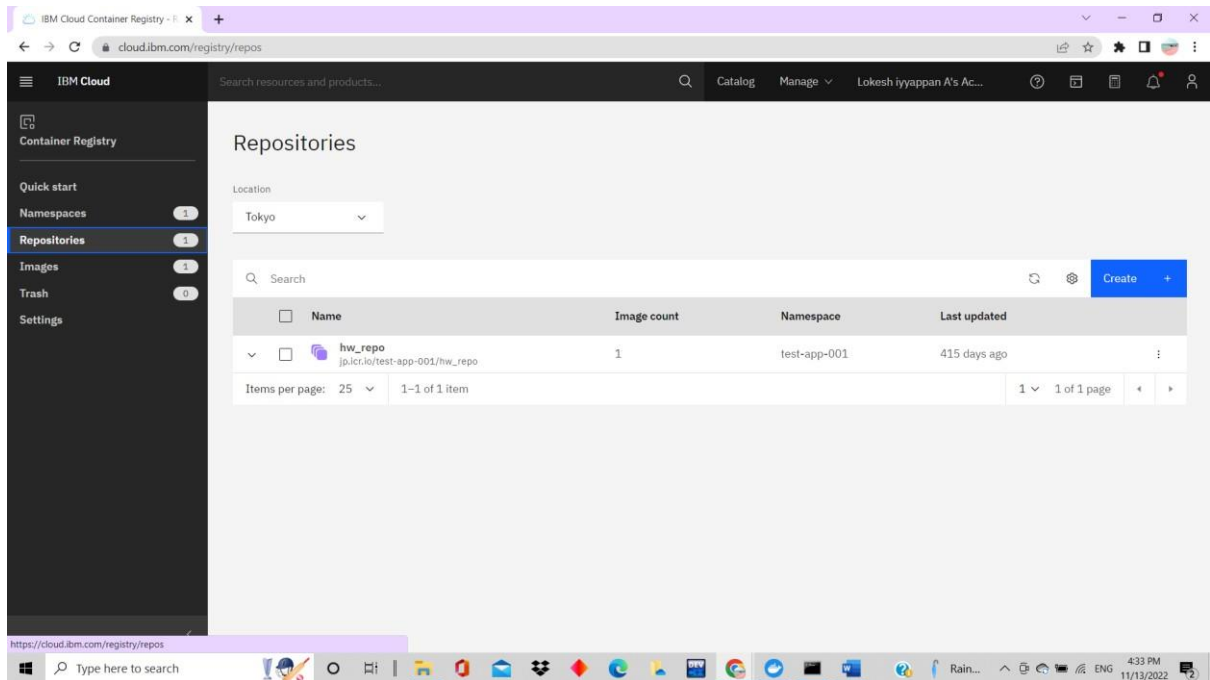 IBM Cloud Container Registry - R
cloud.ibm.com/registry/repos
IBM Cloud
Search resources and products...
Catalog
Manage
Lokesh iyyappan A's Ac...
Container Registry
Quick start
Namespaces 1
Repositories 1
Images 1
Trash 0
Settings
Repositories
Location
Tokyo
Search
Create +
Name Image count Namespace Last updated
hw_repo 1 test-app-001 415 days ago
jp.icr.io/test-app-001/hw_repo
Items per page: 25 1–1 of 1 item 1 1 of 1 page
https://cloud.ibm.com/registry/repos
Type here to search
Rain...
ENG
4:33 PM
11/13/2022
2